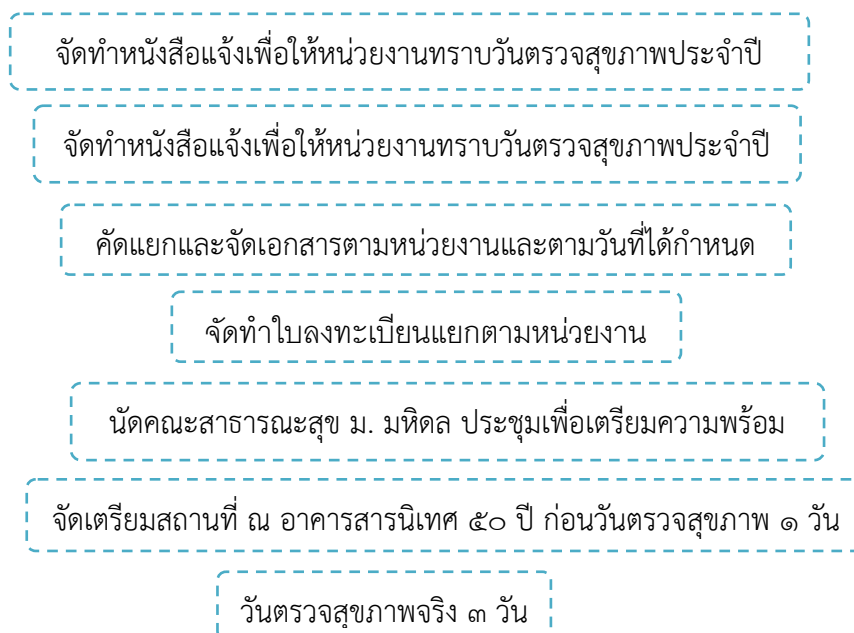 จัดทำหนังสือแจ้งเพื่อให้หน่วยงานทราบวันตรวจสุขภาพประจำปี
จัดทำหนังสือแจ้งเพื่อให้หน่วยงานทราบวันตรวจสุขภาพประจำปี
คัดแยกและจัดเอกสารตามหน่วยงานและตามวันที่ได้กำหนด
จัดทำใบลงทะเบียนแยกตามหน่วยงาน
นัดคณะสาธารณะสุข ม. มหิดล ประชุมเพื่อเตรียมความพร้อม
จัดเตรียมสถานที่ ณ อาคารสารนิเทศ ๕๐ ปี ก่อนวันตรวจสุขภาพ ๑ วัน
วันตรวจสุขภาพจริง ๓ วัน